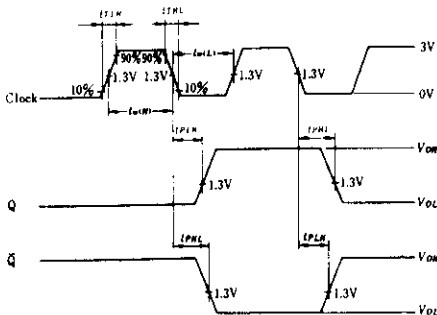 tTLH tTHL
tw(L) 3V
90% 90%
1.3V 1.3V 1.3V 1.3V
10% 10%
Clock 0V
tw(H)
tPLH tPHL
VOH
1.3V 1.3V
Q VOL
tPHL tPLH
Q̄ VOH
1.3V 1.3V
VOL